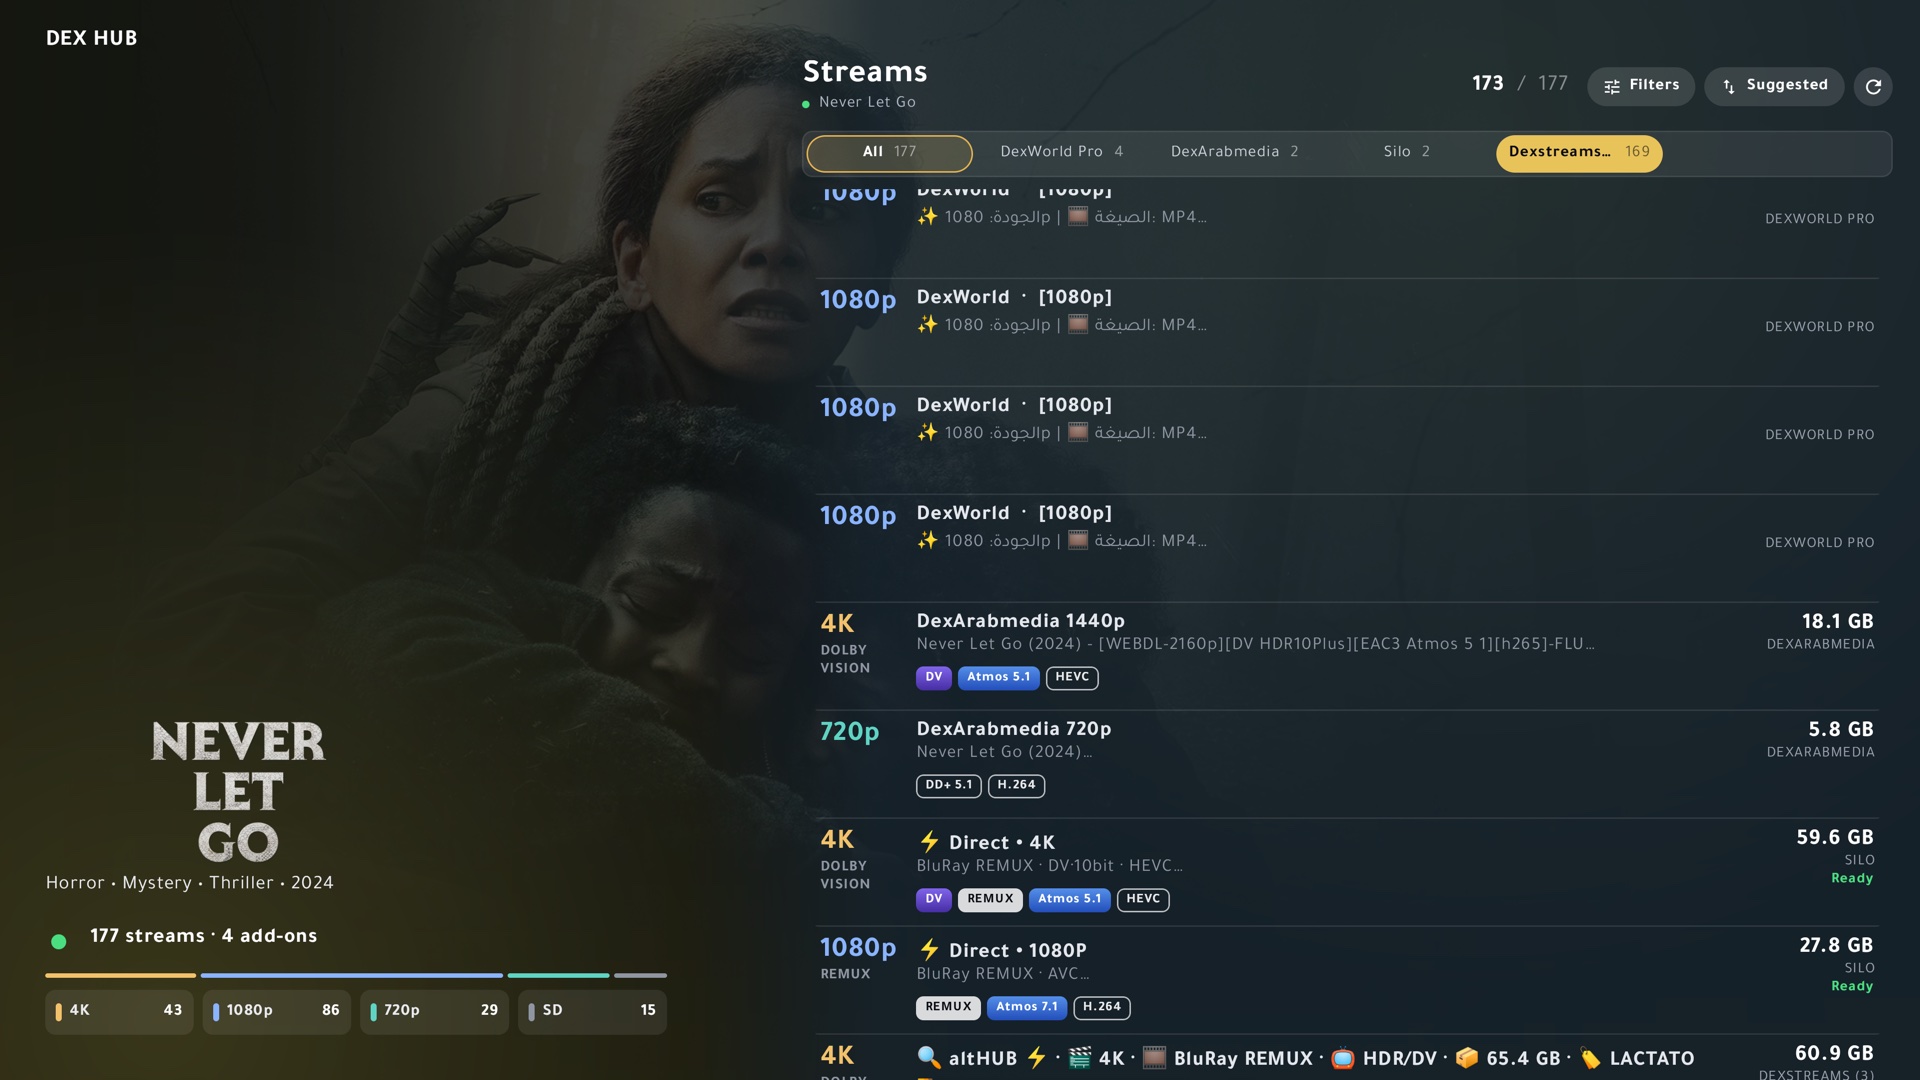 DEX HUB
Streams
Never Let Go
173 / 177
Filters
Suggested
All 177
DexWorld Pro 4
DexArabmedia 2
Silo 2
Dexstreams... 169
1080p
DexWorld [1080p]
✨ 1080 :الجودةp | 🎞️ الصيغة: MP4...
DEXWORLD PRO
1080p
DexWorld · [1080p]
✨ 1080 :الجودةp | 🎞️ الصيغة: MP4...
DEXWORLD PRO
1080p
DexWorld · [1080p]
✨ 1080 :الجودةp | 🎞️ الصيغة: MP4...
DEXWORLD PRO
1080p
DexWorld · [1080p]
✨ 1080 :الجودةp | 🎞️ الصيغة: MP4...
DEXWORLD PRO
4K
DOLBY
VISION
DexArabmedia 1440p
Never Let Go (2024) - [WEBDL-2160p][DV HDR10Plus][EAC3 Atmos 5 1][h265]-FLU...
DV Atmos 5.1 HEVC
18.1 GB
DEXARABMEDIA
720p
DexArabmedia 720p
Never Let Go (2024)...
DD+ 5.1 H.264
5.8 GB
DEXARABMEDIA
4K
DOLBY
VISION
⚡ Direct • 4K
BluRay REMUX · DV·10bit · HEVC...
DV REMUX Atmos 5.1 HEVC
59.6 GB
SILO
Ready
1080p
REMUX
⚡ Direct • 1080P
BluRay REMUX · AVC...
REMUX Atmos 7.1 H.264
27.8 GB
SILO
Ready
4K
DOLBY
🔍 altHUB ⚡ · 🎬 4K · 🎞️ BluRay REMUX · 📺 HDR/DV · 📦 65.4 GB · 🏷️ LACTATO
60.9 GB
DEXSTREAMS (3)
NEVER
LET
GO
Horror • Mystery • Thriller • 2024
177 streams · 4 add-ons
4K 43
1080p 86
720p 29
SD 15